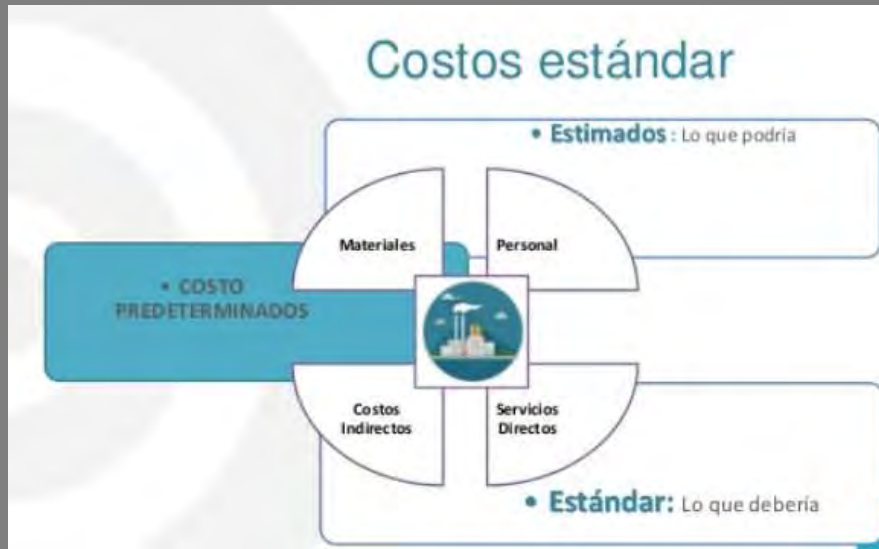 Costos estándar
• Estimados : Lo que podría
Materiales
Personal
• COSTO
PREDETERMINADOS
Costos
Indirectos
Servicios
Directos
• Estándar: Lo que debería